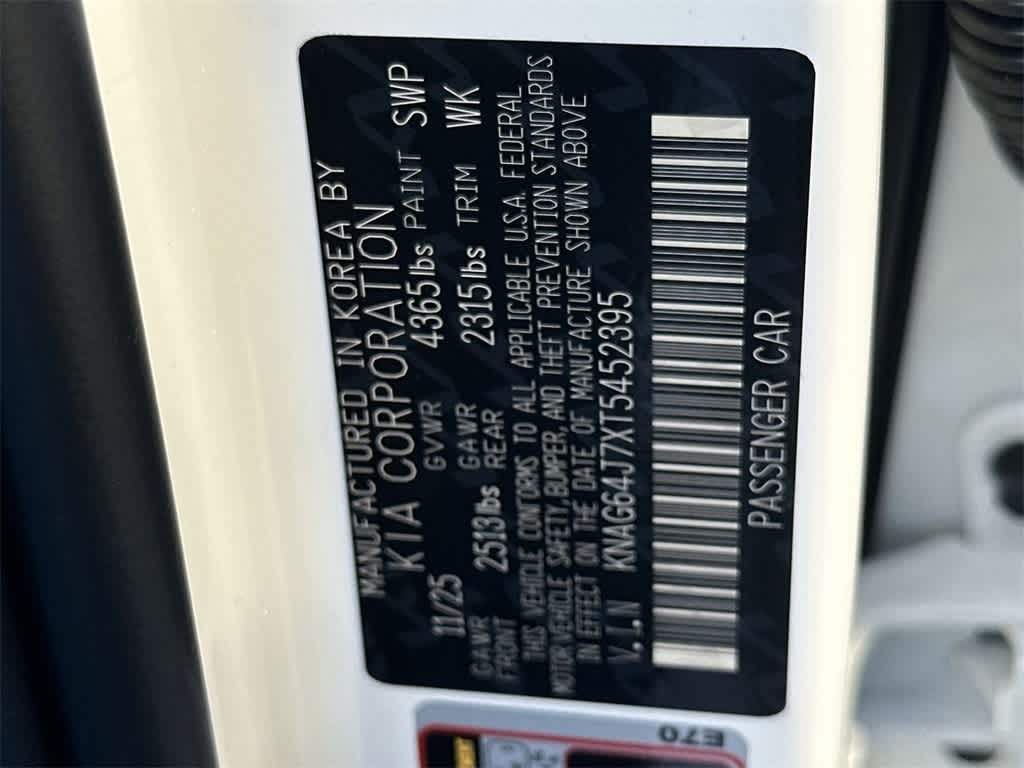 MANUFACTURED IN KOREA BY
KIA CORPORATION
11/25 GVWR 4365lbs PAINT SWP
GAWR FRONT 2513lbs GAWR REAR 2315lbs TRIM WK
THIS VEHICLE CONFORMS TO ALL APPLICABLE U.S.A. FEDERAL
MOTOR VEHICLE SAFETY, BUMPER, AND THEFT PREVENTION STANDARDS
IN EFFECT ON THE DATE OF MANUFACTURE SHOWN ABOVE
V.I.N KNAG64J7XT5452395
PASSENGER CAR
E70